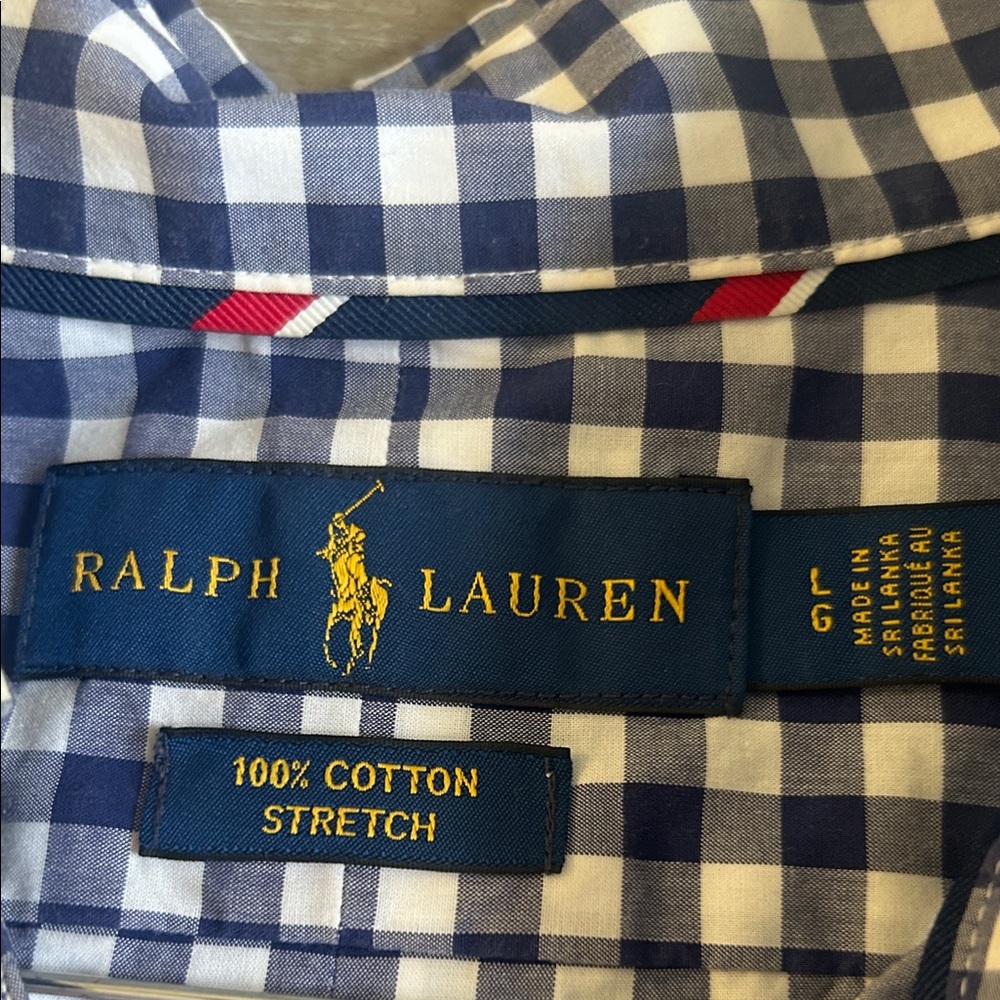 RALPH LAUREN
L
G
MADE IN
SRI LANKA
FABRIQUÉ AU
SRI LANKA
100% COTTON
STRETCH